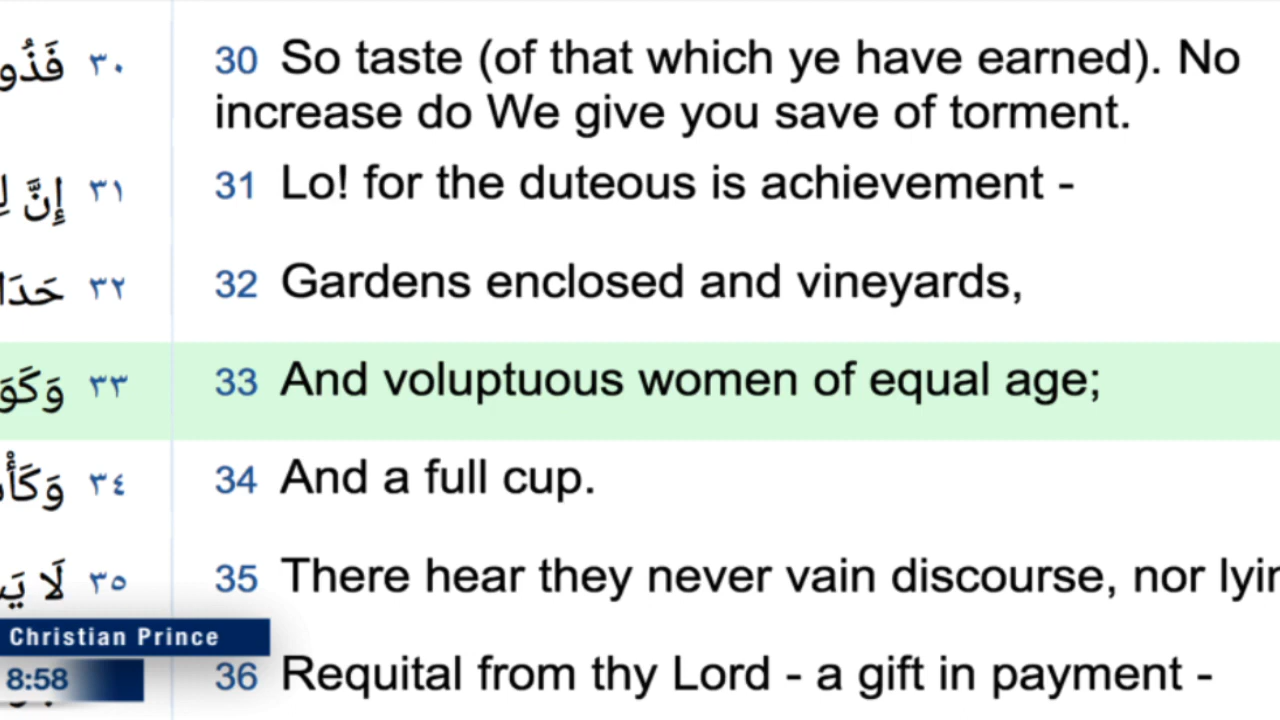 فَذُو ٣٠ 30 So taste (of that which ye have earned). No
increase do We give you save of torment.
إِنَّ ٣١ 31 Lo! for the duteous is achievement -
٣٢ 32 Gardens enclosed and vineyards,
٣٣ 33 And voluptuous women of equal age;
٣٤ 34 And a full cup.
لَا ٣٥ 35 There hear they never vain discourse, nor
Christian Prince
8:58
36 Requital from thy Lord - a gift in payment -